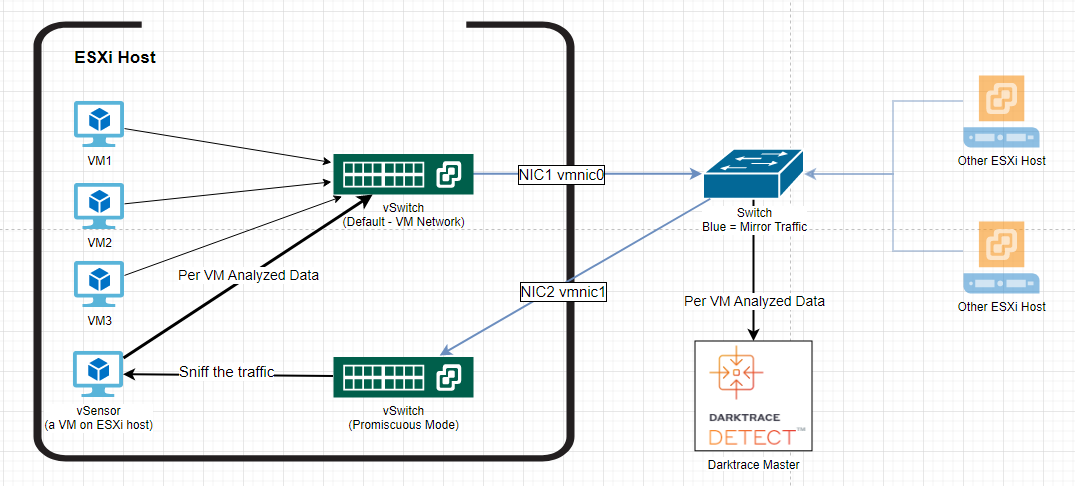 ESXi Host
VM1
VM2
VM3
vSensor
(a VM on ESXi host)
vSwitch
(Default - VM Network)
Per VM Analyzed Data
Sniff the traffic
vSwitch
(Promiscuous Mode)
NIC1 vmnic0
NIC2 vmnic1
Switch
Blue = Mirror Traffic
Per VM Analyzed Data
DARKTRACE
DETECT™
Darktrace Master
Other ESXi Host
Other ESXi Host